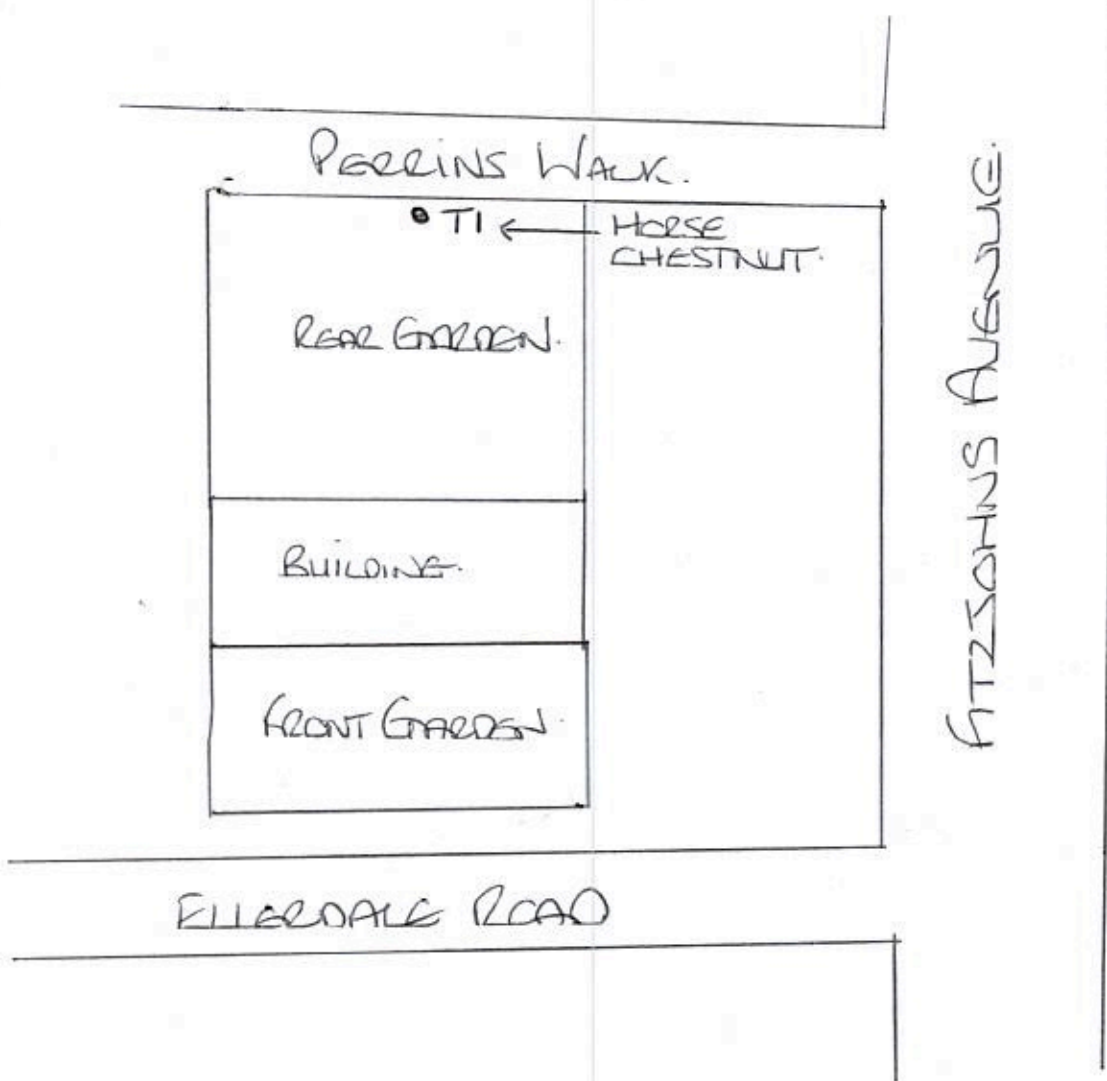 PERRINS WALK.
T1
HORSE
CHESTNUT.
REAR GARDEN.
BUILDING.
FRONT GARDEN.
ELLERDALE ROAD
FITZJOHNS AVENUE.